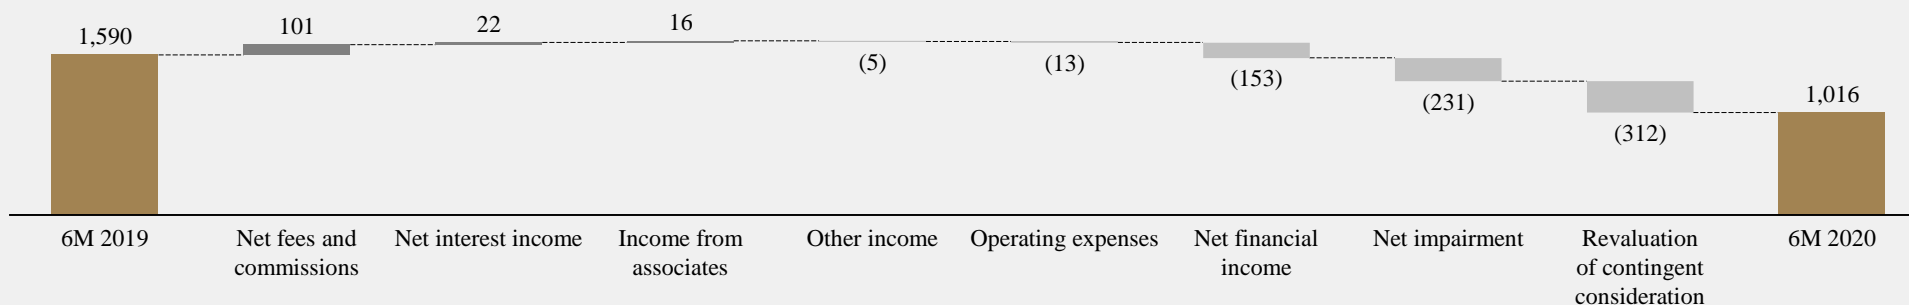 1,590
101
22
16
(5)
(13)
(153)
(231)
(312)
1,016
6M 2019
Net fees and
commissions
Net interest income
Income from
associates
Other income
Operating expenses
Net financial
income
Net impairment
Revaluation
of contingent
consideration
6M 2020